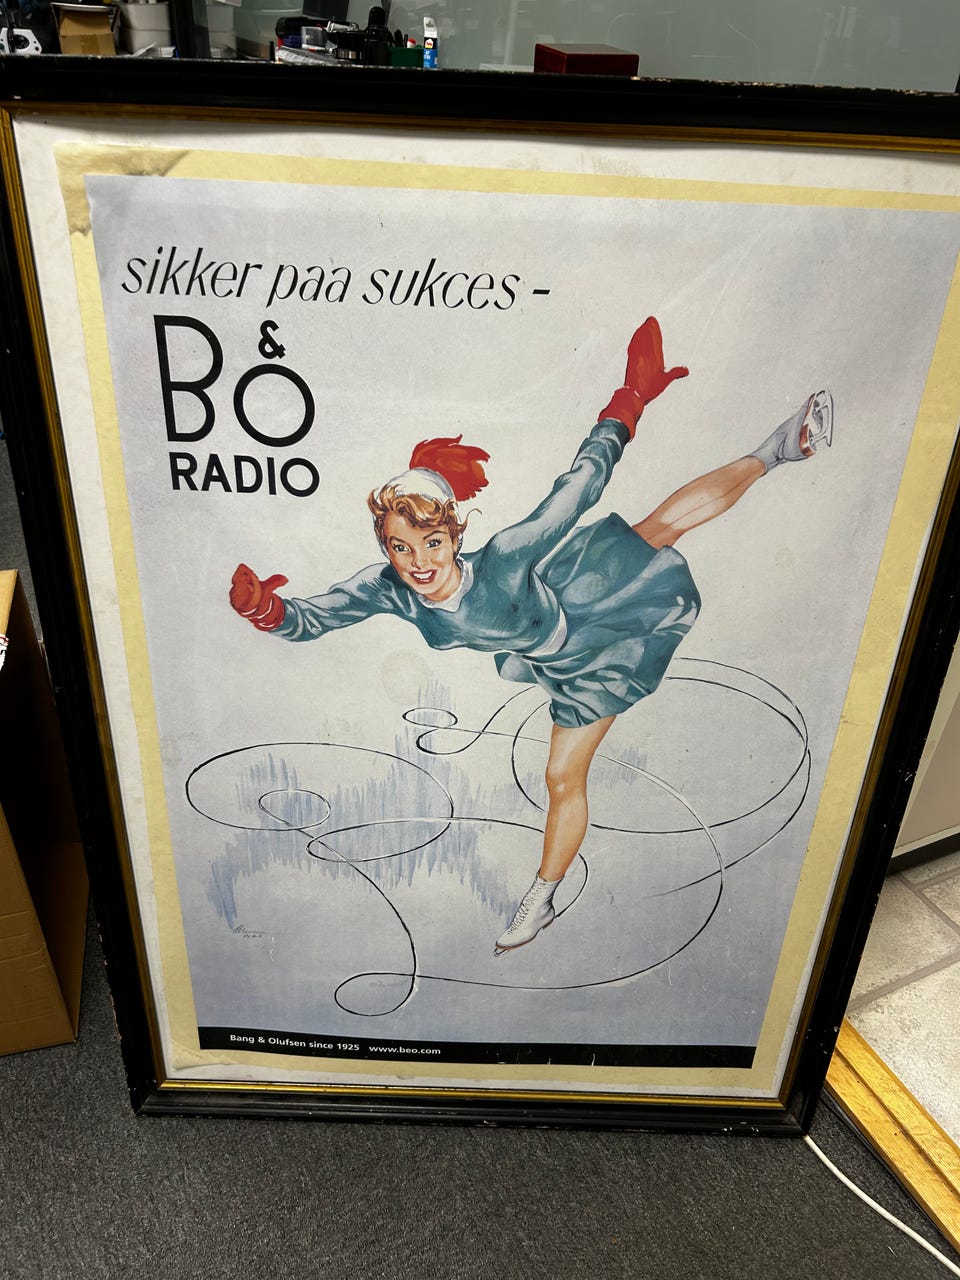 sikker paa sukces -
B & O
RADIO
Bang & Olufsen since 1925 www.beo.com